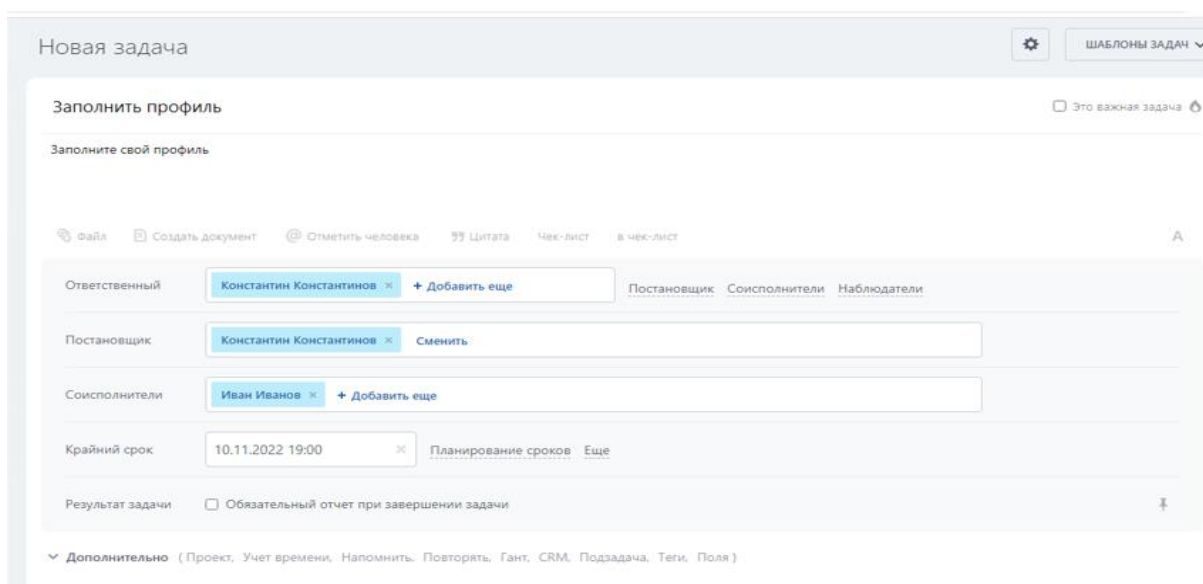 Новая задача
ШАБЛОНЫ ЗАДАЧ
Заполнить профиль
Это важная задача
Заполните свой профиль
Файл Создать документ @ Отметить человека Цитата Чек-лист в чек-лист A
Ответственный Константин Константинов × + Добавить еще Постановщик Соисполнители Наблюдатели
Постановщик Константин Константинов × Сменить
Соисполнители Иван Иванов × + Добавить еще
Крайний срок 10.11.2022 19:00 × Планирование сроков Еще
Результат задачи Обязательный отчет при завершении задачи
Дополнительно (Проект, Учет времени, Напомнить, Повторять, Гант, CRM, Подзадача, Теги, Поля)